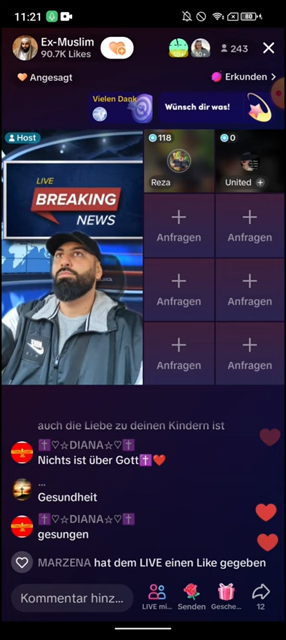 11:21
80
Ex-Muslim
90.7K Likes
243
Angesagt
Erkunden >
Vielen Dank
Wünsch dir was!
Host
LIVE
BREAKING
NEWS
118
Reza
0
United +
Anfragen
Anfragen
Anfragen
Anfragen
Anfragen
Anfragen
auch die Liebe zu deinen Kindern ist
✝️♡☆DIANA☆♡✝️
Nichts ist über Gott✝️❤️
...
Gesundheit
✝️♡☆DIANA☆♡✝️
gesungen
MARZENA hat dem LIVE einen Like gegeben
Kommentar hinz...
LIVE mi...
Senden
Gesche...
12